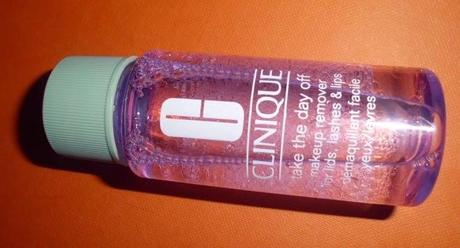 C
CLINIQUE
take the day off
makeup remover
for lids, lashes & lips
démaquillant facile
yeux/lèvres